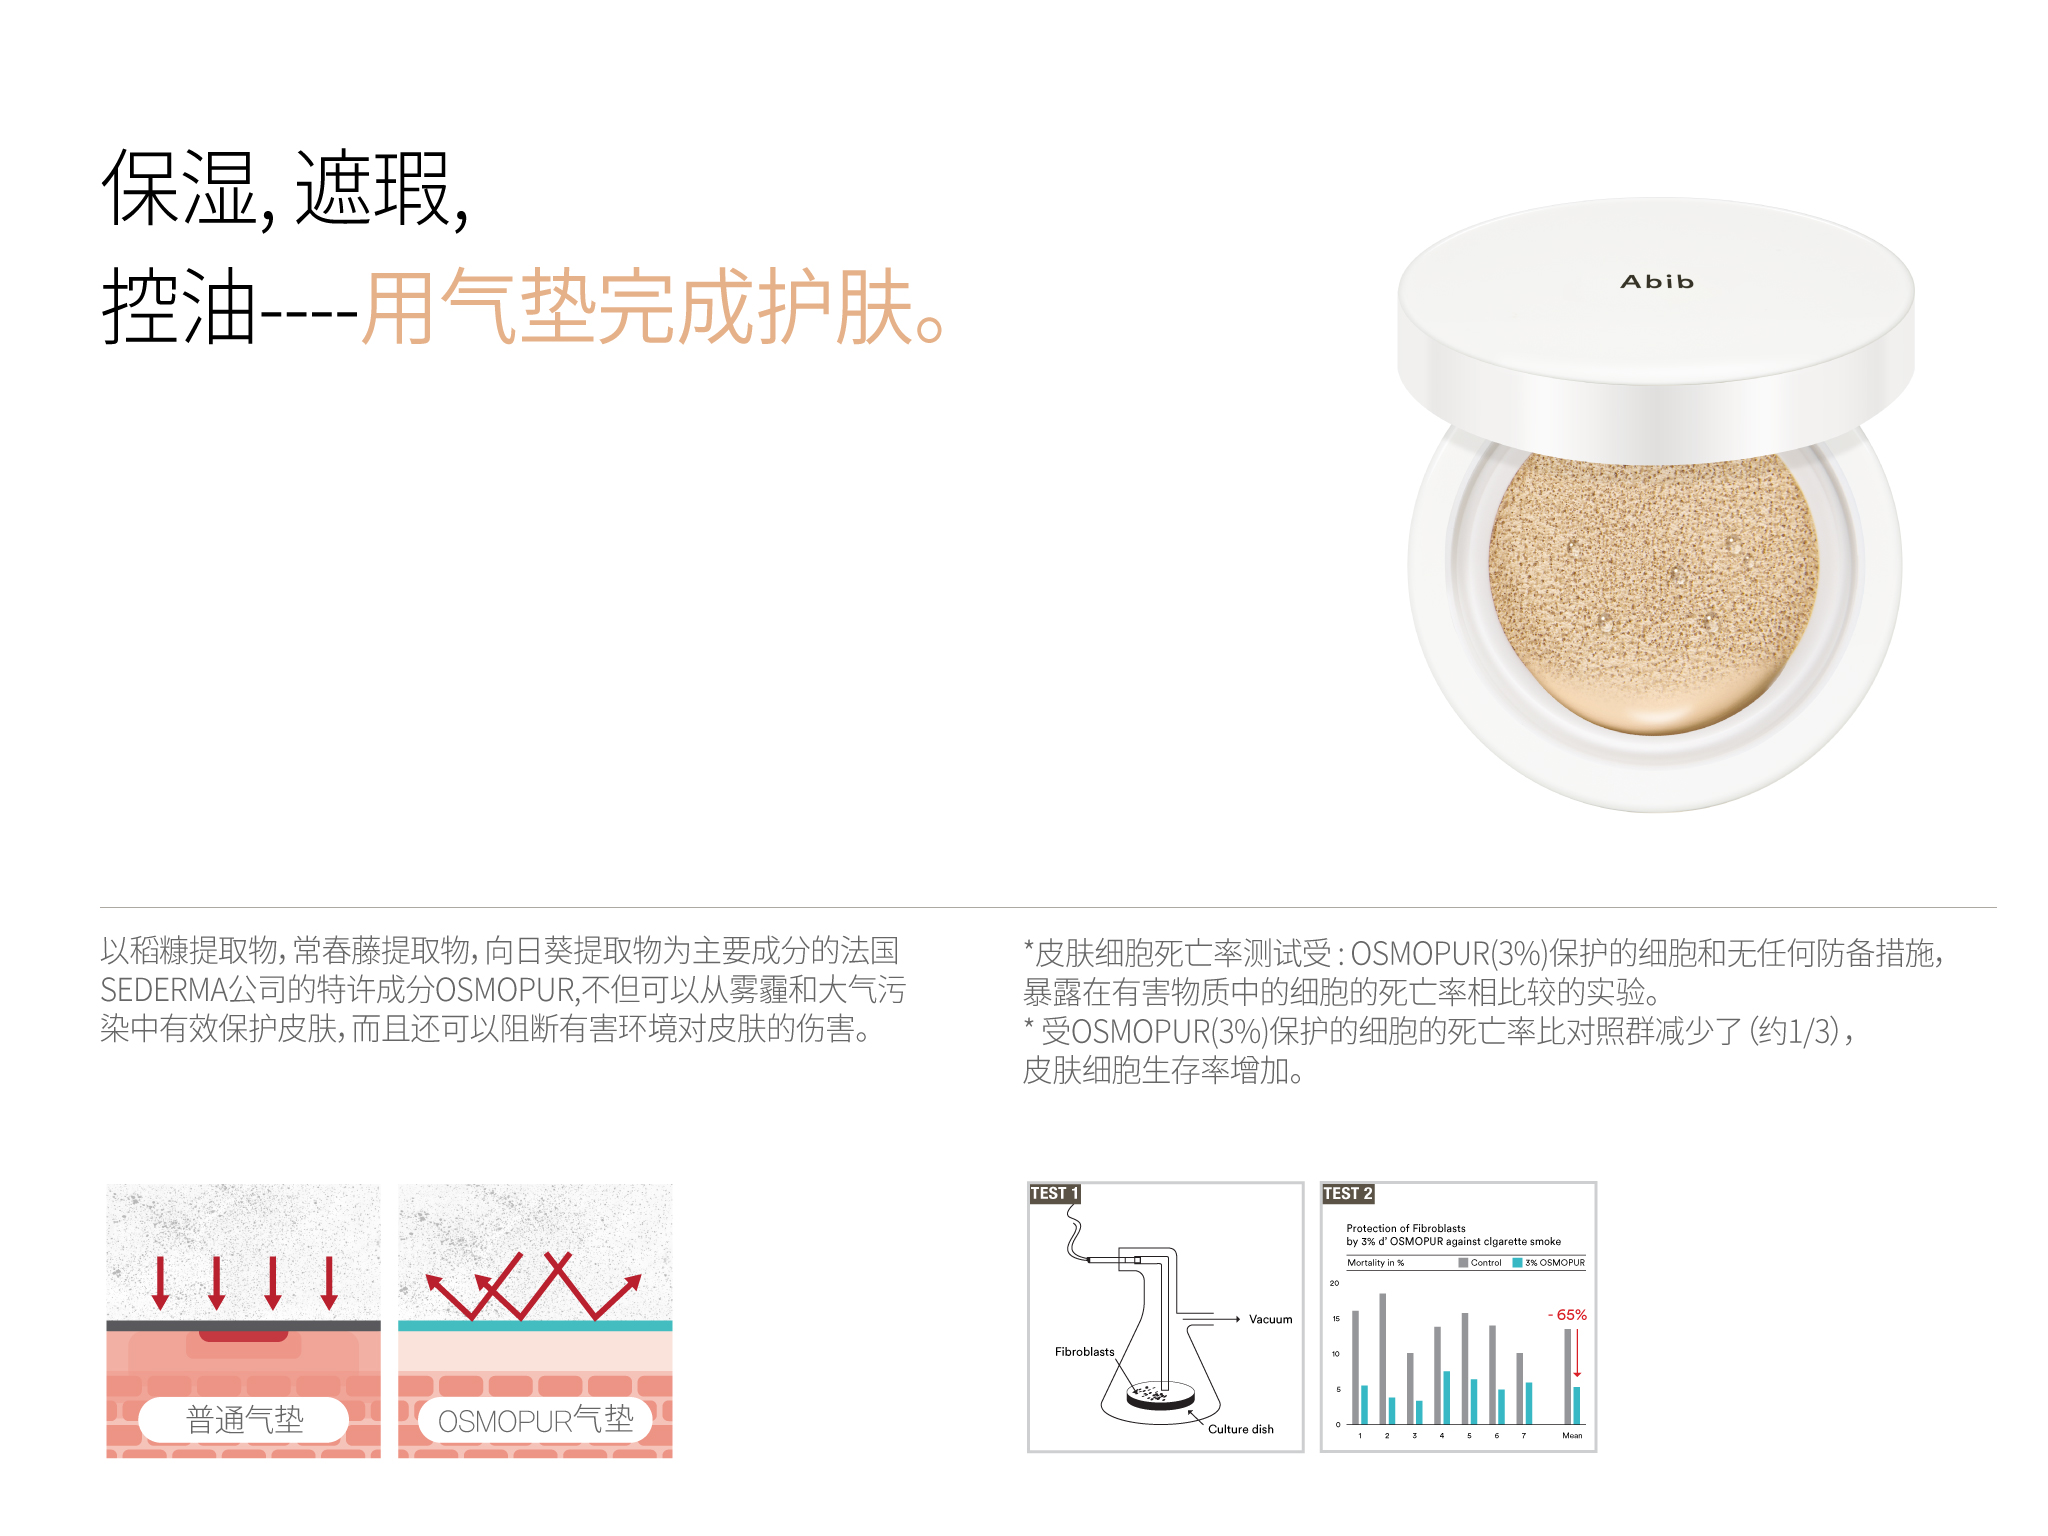 保湿, 遮瑕,
控油----用气垫完成护肤。
Abib
以稻糠提取物, 常春藤提取物, 向日葵提取物为主要成分的法国
SEDERMA公司的特许成分OSMOPUR,不但可以从雾霾和大气污
染中有效保护皮肤, 而且还可以阻断有害环境对皮肤的伤害。
*皮肤细胞死亡率测试受 : OSMOPUR(3%)保护的细胞和无任何防备措施,
暴露在有害物质中的细胞的死亡率相比较的实验。
* 受OSMOPUR(3%)保护的细胞的死亡率比对照群减少了 (约1/3) ,
皮肤细胞生存率增加。
普通气垫
OSMOPUR气垫
TEST 1
Vacuum
Fibroblasts
Culture dish
TEST 2
Protection of Fibroblasts
by 3% d' OSMOPUR against cIgarette smoke
Mortality in %
Control
3% OSMOPUR
20
15
10
5
0
- 65%
1 2 3 4 5 6 7 Mean